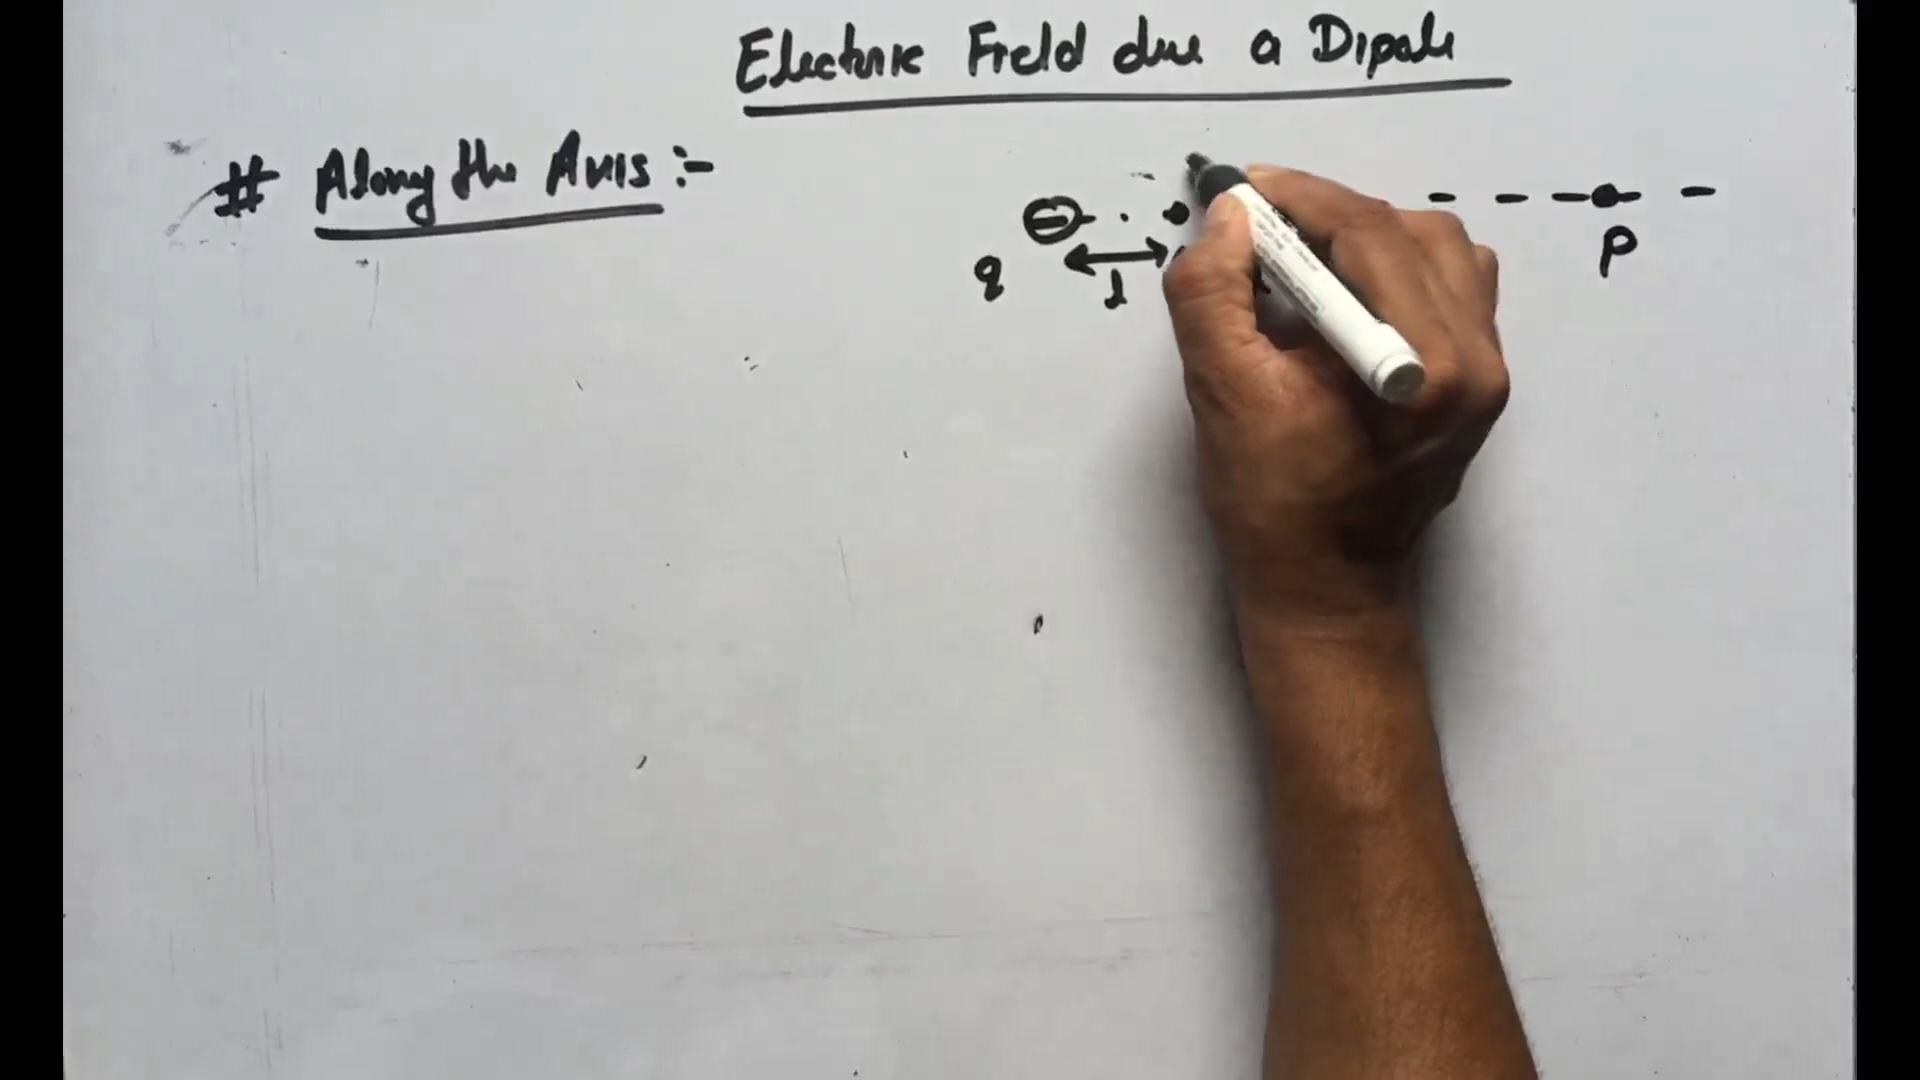 Electric Field due a Dipole
# Along the Axis :-
P
q
l